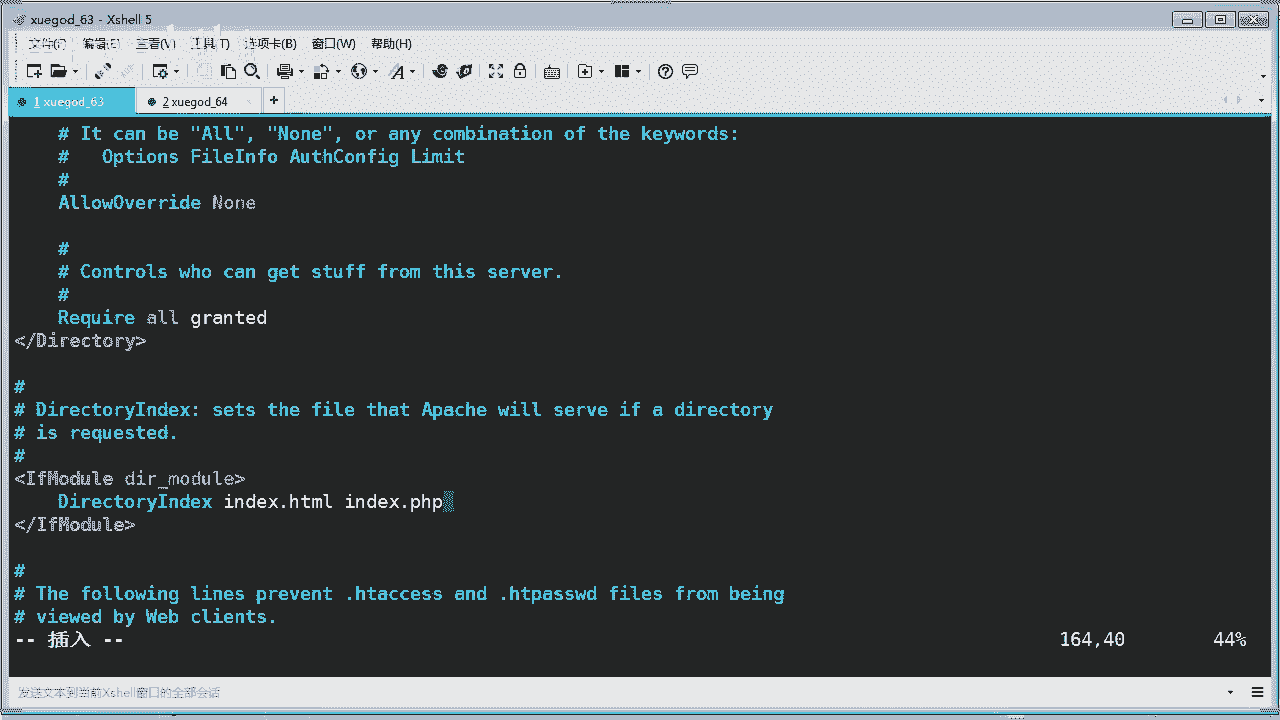 xuegod_63 - Xshell 5
文件(F) 编辑(E) 查看(V) 工具(T) 选项卡(B) 窗口(W) 帮助(H)
1 xuegod_63 2 xuegod_64 +
# It can be "All", "None", or any combination of the keywords:
#   Options FileInfo AuthConfig Limit
#
AllowOverride None
#
# Controls who can get stuff from this server.
#
Require all granted
</Directory>
#
# DirectoryIndex: sets the file that Apache will serve if a directory
# is requested.
#
<IfModule dir_module>
DirectoryIndex index.html index.php
</IfModule>
#
# The following lines prevent .htaccess and .htpasswd files from being
# viewed by Web clients.
-- 插入 -- 164,40 44%
发送文本到当前Xshell窗口的全部会话